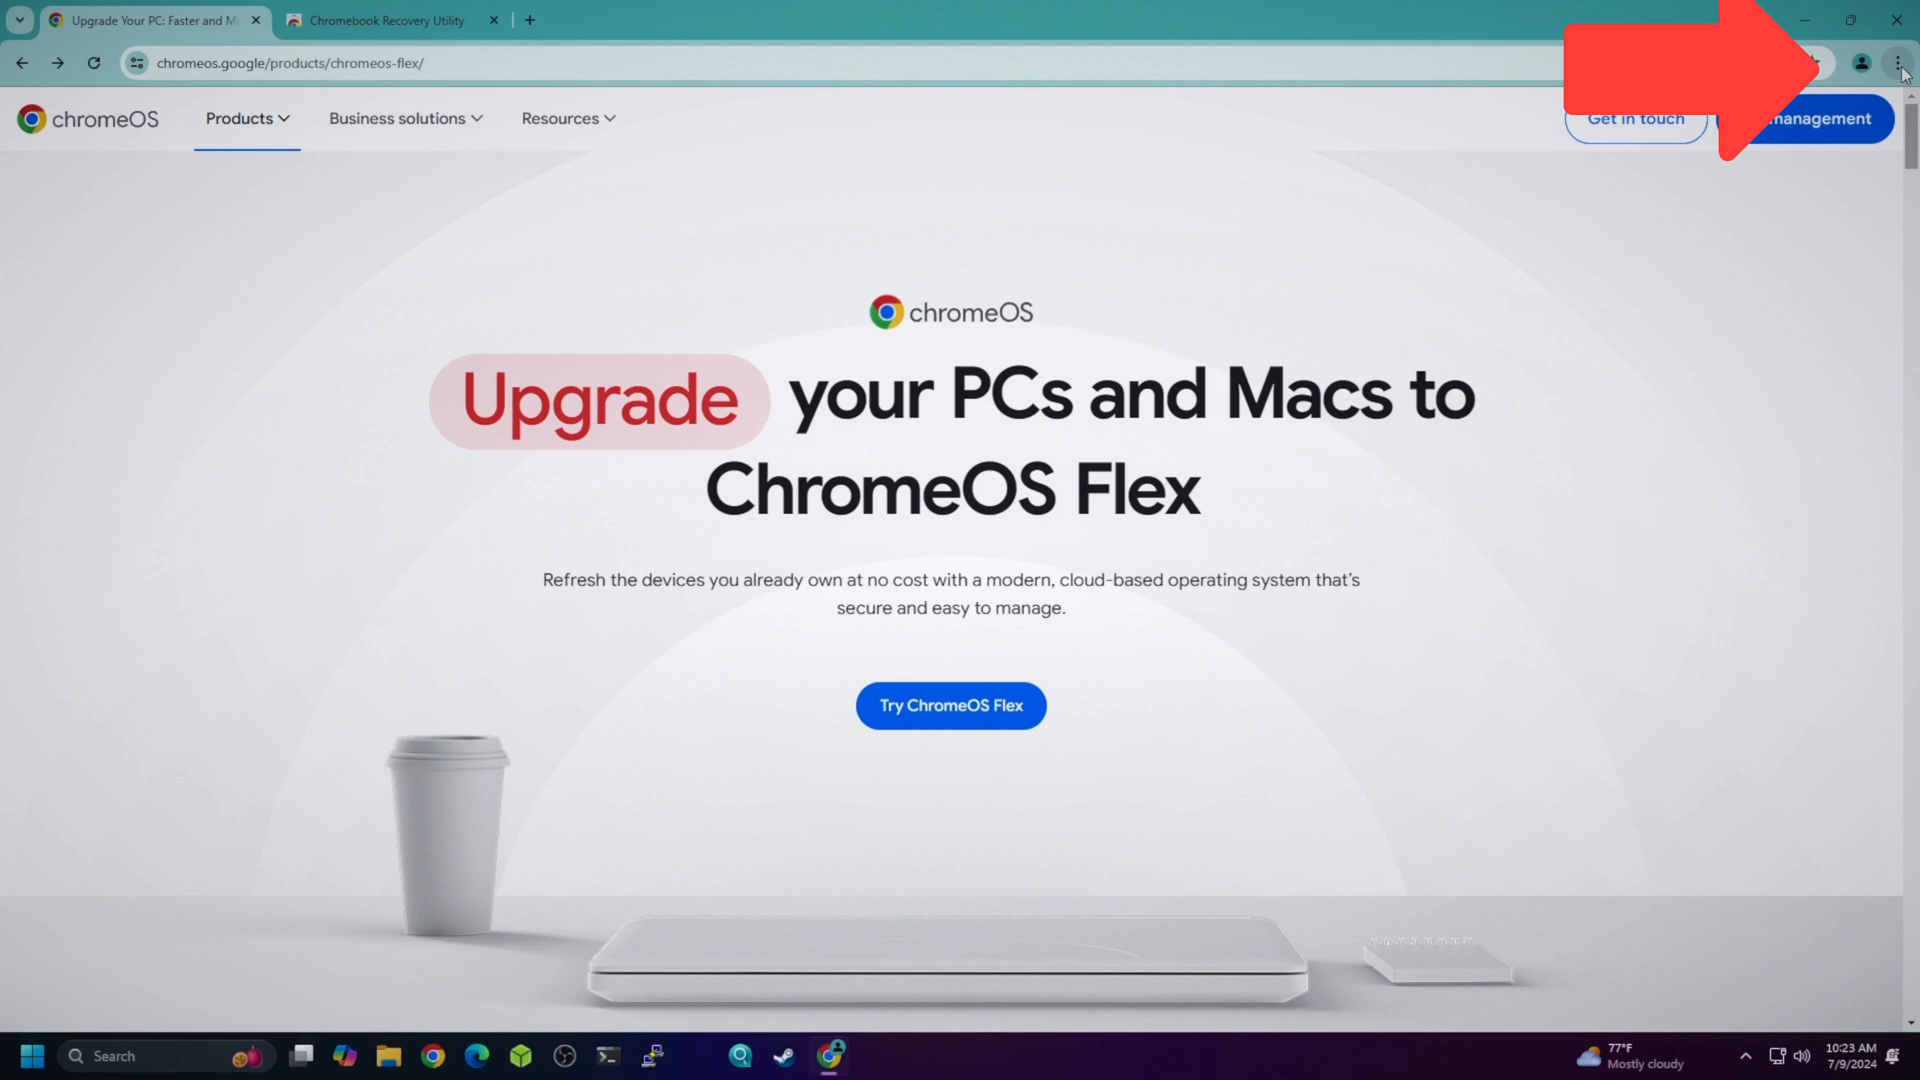 Upgrade Your PC: Faster and M
Chromebook Recovery Utility
chromeos.google/products/chromeos-flex/
chromeOS
Products
Business solutions
Resources
Get in touch
management
chromeOS
Upgrade your PCs and Macs to
ChromeOS Flex
Refresh the devices you already own at no cost with a modern, cloud-based operating system that's
secure and easy to manage.
Try ChromeOS Flex
Search
77°F
Mostly cloudy
10:23 AM
7/9/2024